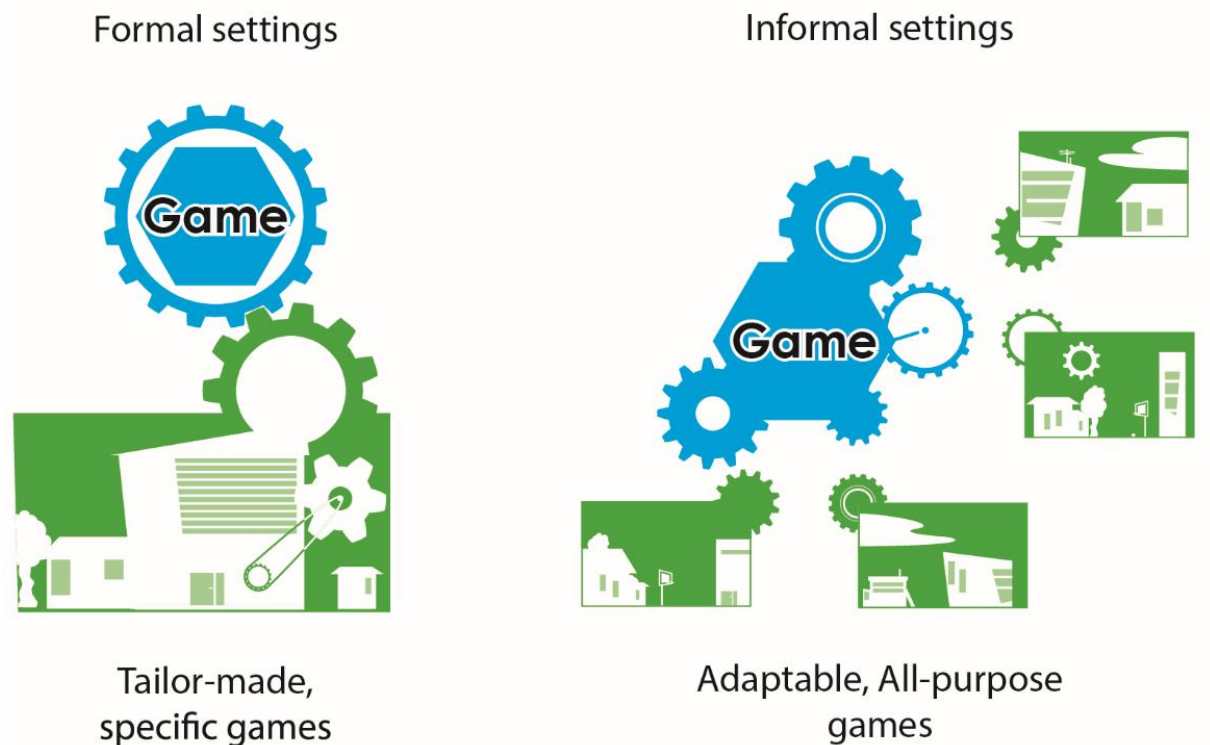 Formal settings
Game
Tailor-made,
specific games
Informal settings
Game
Adaptable, All-purpose
games